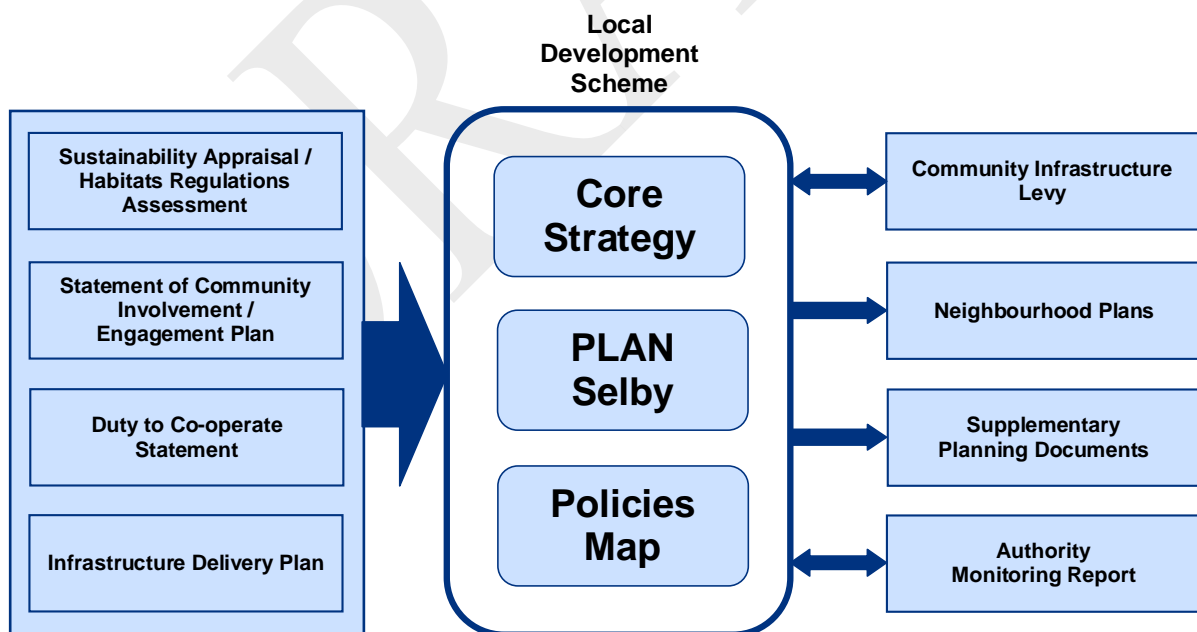 Local
Development
Scheme
Sustainability Appraisal /
Habitats Regulations
Assessment
Statement of Community
Involvement /
Engagement Plan
Duty to Co-operate
Statement
Infrastructure Delivery Plan
Core
Strategy
PLAN
Selby
Policies
Map
Community Infrastructure
Levy
Neighbourhood Plans
Supplementary
Planning Documents
Authority
Monitoring Report